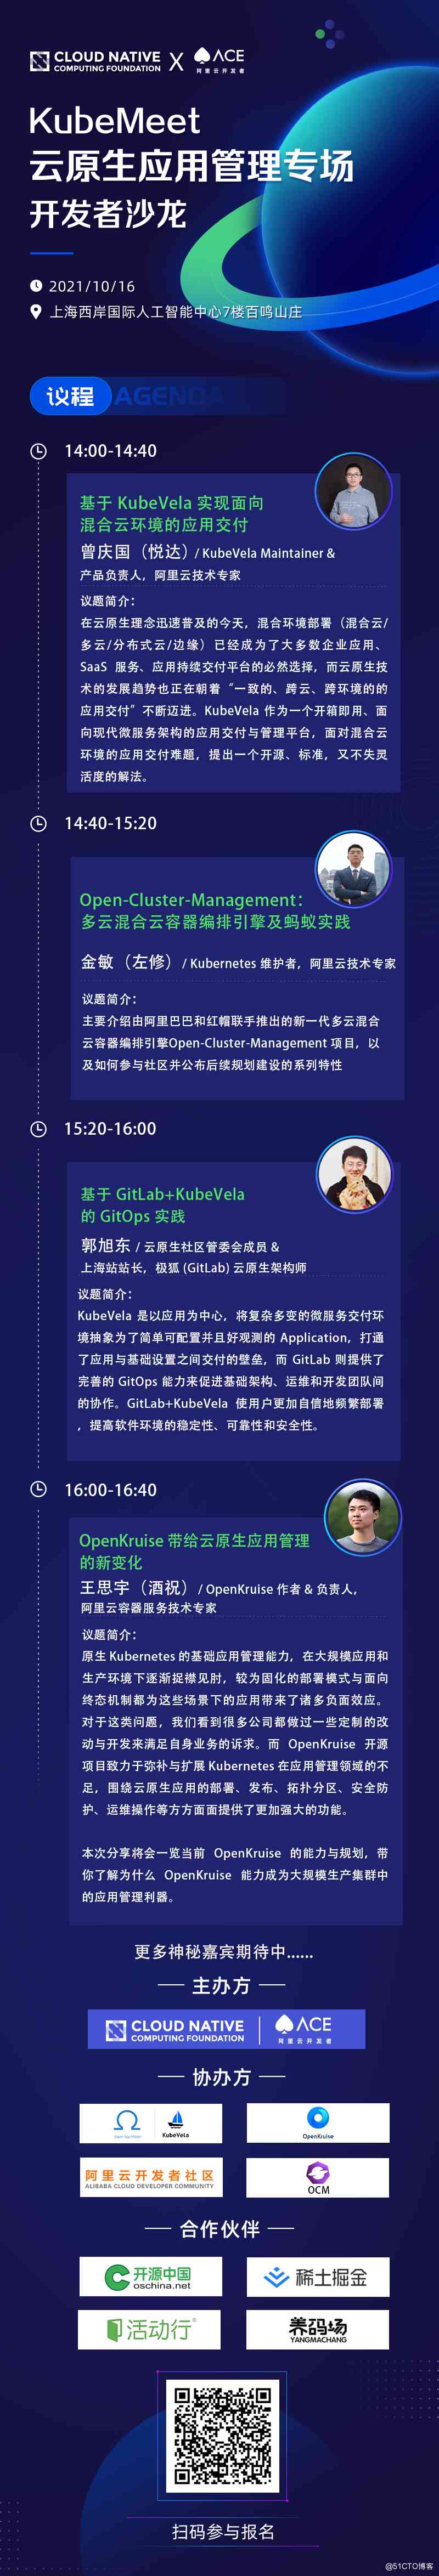 CLOUD NATIVE
COMPUTING FOUNDATION
X
ACE
阿里云开发者
KubeMeet
云原生应用管理专场
开发者沙龙
2021/10/16
上海西岸国际人工智能中心7楼百鸣山庄
议程 AGENDA
14:00-14:40
基于 KubeVela 实现面向
混合云环境的应用交付
曾庆国（悦达）/ KubeVela Maintainer &
产品负责人，阿里云技术专家
议题简介：
在云原生理念迅速普及的今天，混合环境部署（混合云/
多云/分布式云/边缘）已经成为了大多数企业应用、
SaaS 服务、应用持续交付平台的必然选择，而云原生技
术的发展趋势也正在朝着“一致的、跨云、跨环境的的
应用交付”不断迈进。KubeVela 作为一个开箱即用、面
向现代微服务架构的应用交付与管理平台，面对混合云
环境的应用交付难题，提出一个开源、标准，又不失灵
活度的解法。
14:40-15:20
Open-Cluster-Management：
多云混合云容器编排引擎及蚂蚁实践
金敏（左修）/ Kubernetes 维护者，阿里云技术专家
议题简介：
主要介绍由阿里巴巴和红帽联手推出的新一代多云混合
云容器编排引擎Open-Cluster-Management 项目，以
及如何参与社区并公布后续规划建设的系列特性
15:20-16:00
基于 GitLab+KubeVela
的 GitOps 实践
郭旭东 / 云原生社区管委会成员 &
上海站站长，极狐 (GitLab) 云原生架构师
议题简介：
KubeVela 是以应用为中心，将复杂多变的微服务交付环
境抽象为了简单可配置并且好观测的 Application，打通
了应用与基础设置之间交付的壁垒，而 GitLab 则提供了
完善的 GitOps 能力来促进基础架构、运维和开发团队间
的协作。GitLab+KubeVela 使用户更加自信地频繁部署
，提高软件环境的稳定性、可靠性和安全性。
16:00-16:40
OpenKruise 带给云原生应用管理
的新变化
王思宇（酒祝）/ OpenKruise 作者 & 负责人，
阿里云容器服务技术专家
议题简介：
原生 Kubernetes 的基础应用管理能力，在大规模应用和
生产环境下逐渐捉襟见肘，较为固化的部署模式与面向
终态机制都为这些场景下的应用带来了诸多负面效应。
对于这类问题，我们看到很多公司都做过一些定制的改
动与开发来满足自身业务的诉求。而 OpenKruise 开源
项目致力于弥补与扩展 Kubernetes 在应用管理领域的不
足，围绕云原生应用的部署、发布、拓扑分区、安全防
护、运维操作等方方面面提供了更加强大的功能。
本次分享将会一览当前 OpenKruise 的能力与规划，带
你了解为什么 OpenKruise 能力成为大规模生产集群中
的应用管理利器。
更多神秘嘉宾期待中......
主办方
CLOUD NATIVE
COMPUTING FOUNDATION
ACE
阿里云开发者
协办方
KubeVela
OpenKruise
阿里云开发者社区
ALIBABA CLOUD DEVELOPER COMMUNITY
OCM
合作伙伴
开源中国
oschina.net
稀土掘金
活动行®
养码场
YANGMACHANG
扫码参与报名
@51CTO博客